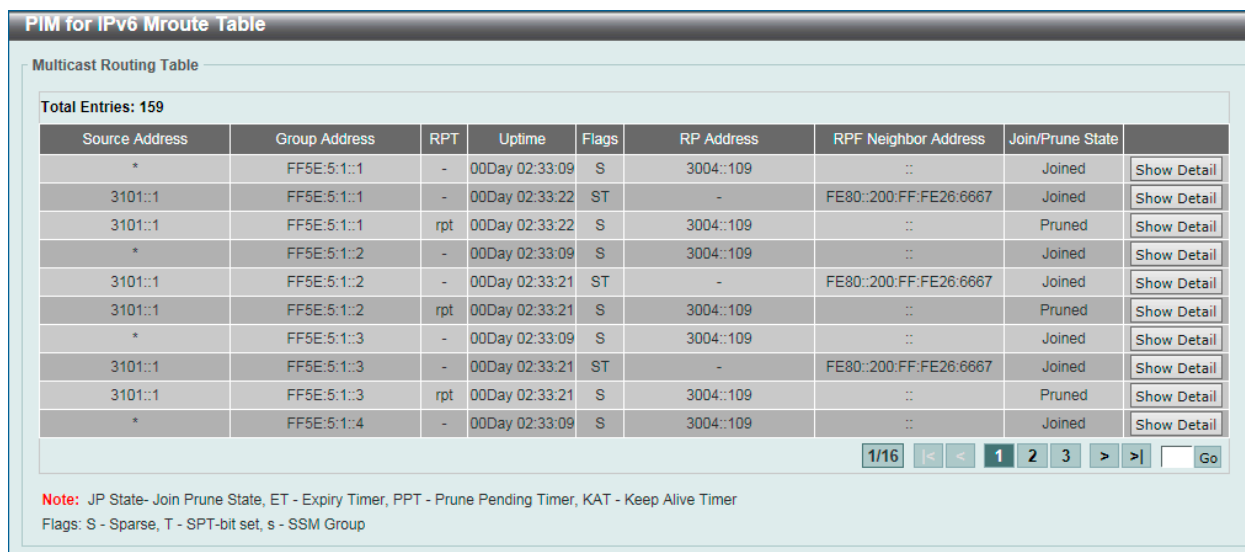 PIM for IPv6 Mroute Table
Multicast Routing Table
Total Entries: 159
Source Address Group Address RPT Uptime Flags RP Address RPF Neighbor Address Join/Prune State
* FF5E:5:1::1 - 00Day 02:33:09 S 3004::109 :: Joined Show Detail
3101::1 FF5E:5:1::1 - 00Day 02:33:22 ST - FE80::200:FF:FE26:6667 Joined Show Detail
3101::1 FF5E:5:1::1 rpt 00Day 02:33:22 S 3004::109 :: Pruned Show Detail
* FF5E:5:1::2 - 00Day 02:33:09 S 3004::109 :: Joined Show Detail
3101::1 FF5E:5:1::2 - 00Day 02:33:21 ST - FE80::200:FF:FE26:6667 Joined Show Detail
3101::1 FF5E:5:1::2 rpt 00Day 02:33:21 S 3004::109 :: Pruned Show Detail
* FF5E:5:1::3 - 00Day 02:33:09 S 3004::109 :: Joined Show Detail
3101::1 FF5E:5:1::3 - 00Day 02:33:21 ST - FE80::200:FF:FE26:6667 Joined Show Detail
3101::1 FF5E:5:1::3 rpt 00Day 02:33:21 S 3004::109 :: Pruned Show Detail
* FF5E:5:1::4 - 00Day 02:33:09 S 3004::109 :: Joined Show Detail
1/16 |< < 1 2 3 > >| Go
Note: JP State- Join Prune State, ET - Expiry Timer, PPT - Prune Pending Timer, KAT - Keep Alive Timer
Flags: S - Sparse, T - SPT-bit set, s - SSM Group